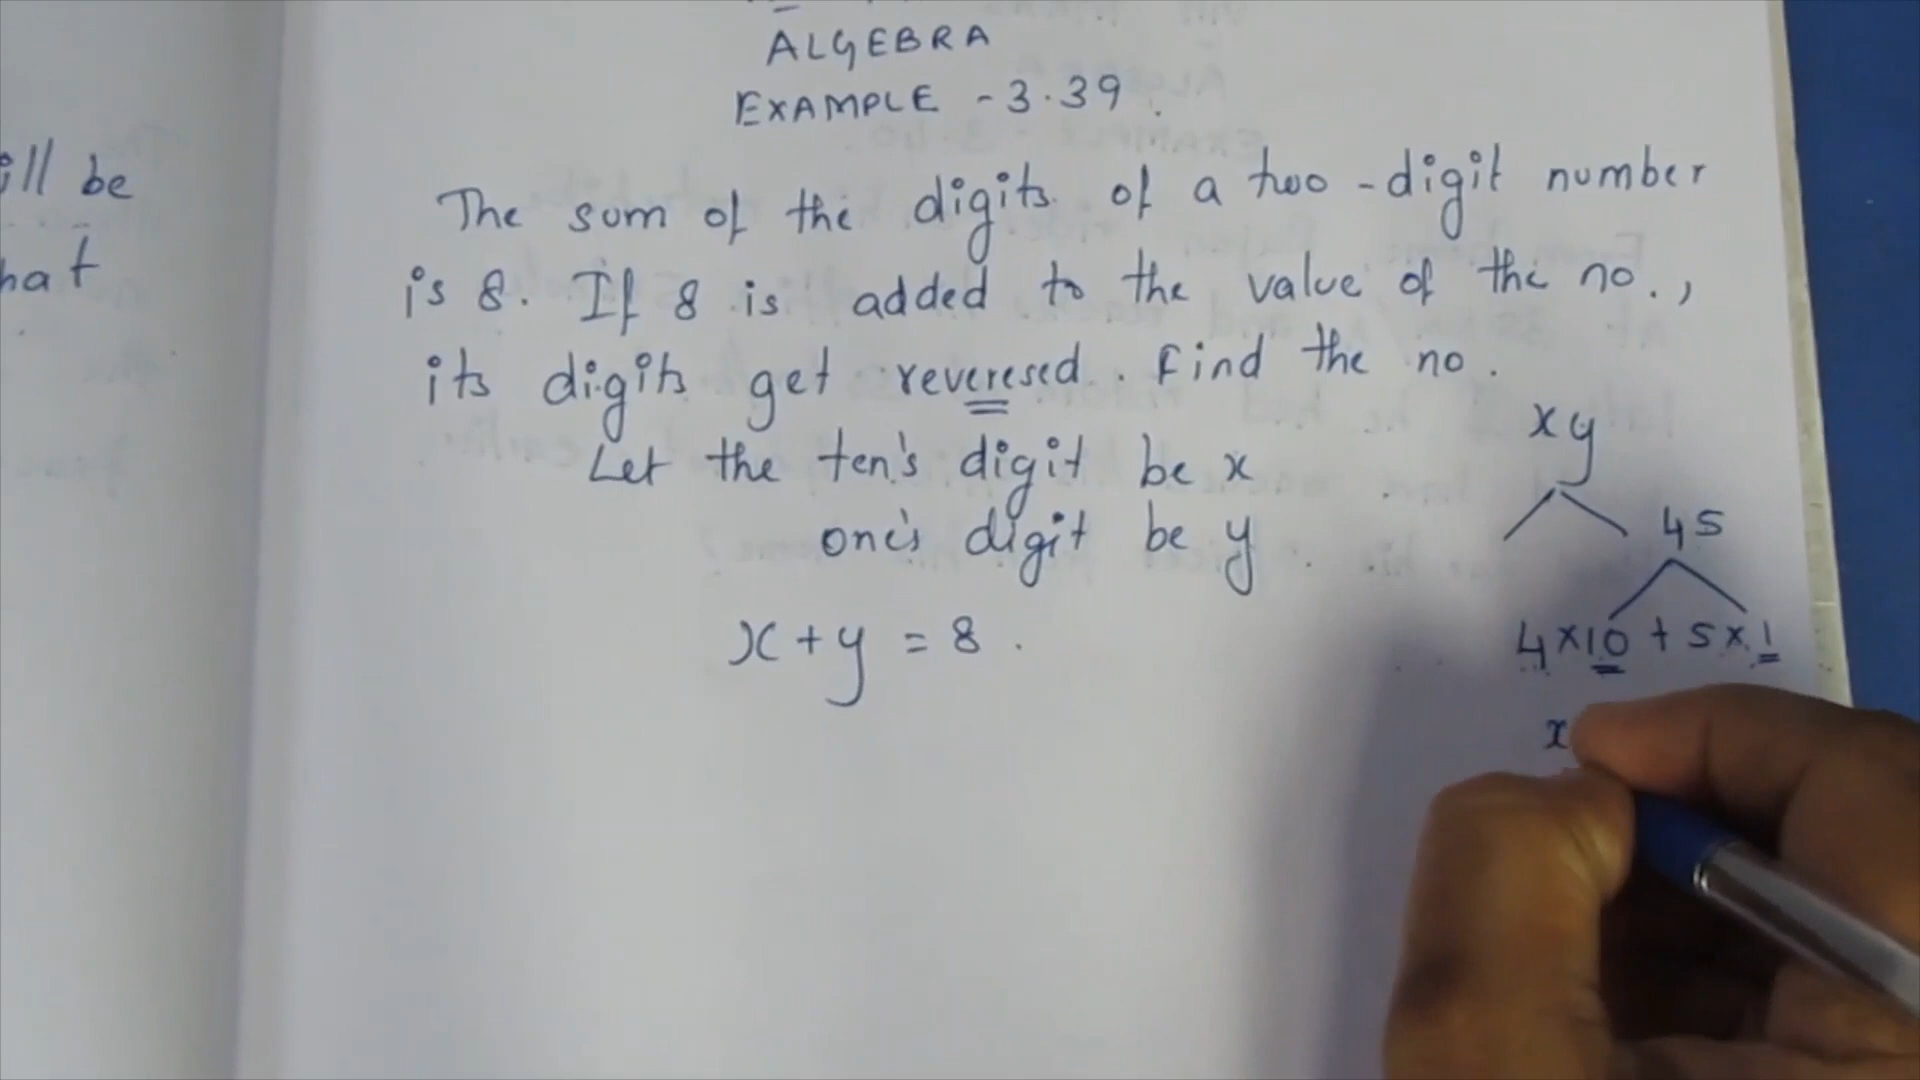 ALGEBRA
EXAMPLE - 3.39.
ill be
hat
The sum of the digits of a two-digit number
is 8. If 8 is added to the value of the no.,
its digits get reveresed. Find the no.
Let the ten's digit be x
one's digit be y
x + y = 8.
xy
45
4×10 + 5×1
x